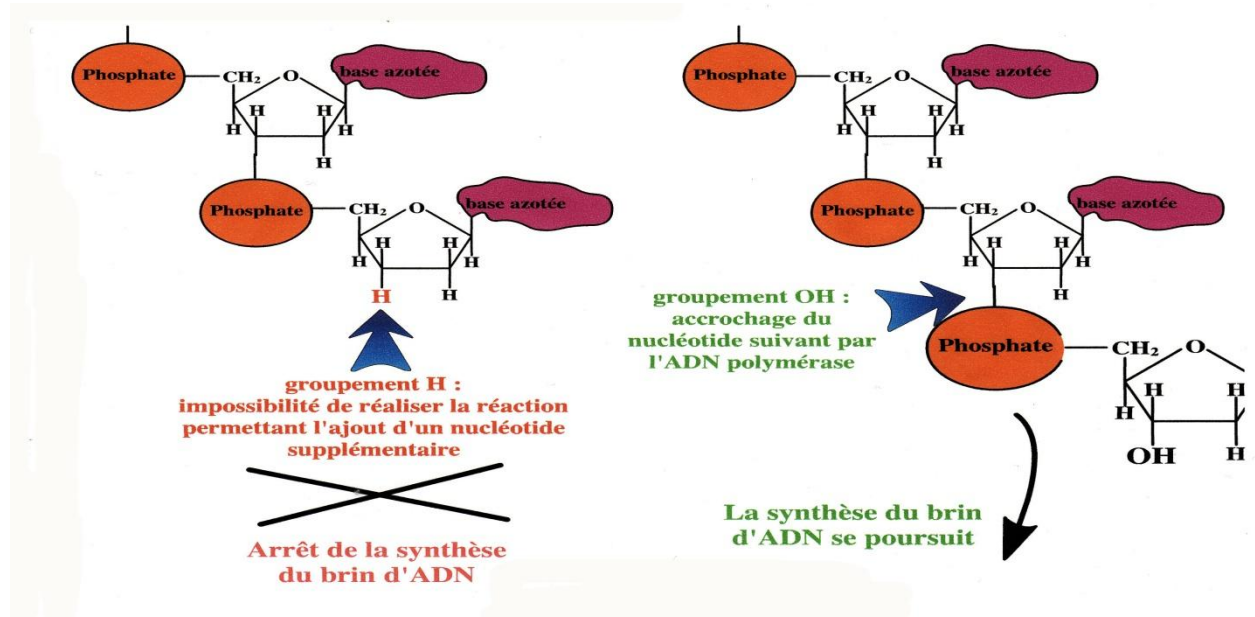 Phosphate
CH₂
O
base azotée
H
H
H
H
H
Phosphate
CH₂
O
base azotée
H
H
H
H
H
H
groupement H :
impossibilité de réaliser la réaction
permettant l'ajout d'un nucléotide
supplémentaire
Arrêt de la synthèse
du brin d'ADN
Phosphate
CH₂
O
base azotée
H
H
H
H
H
Phosphate
CH₂
O
base azotée
H
H
H
H
H
groupement OH :
accrochage du
nucléotide suivant par
l'ADN polymérase
Phosphate
CH₂
O
H
H
H
OH
H
La synthèse du brin
d'ADN se poursuit